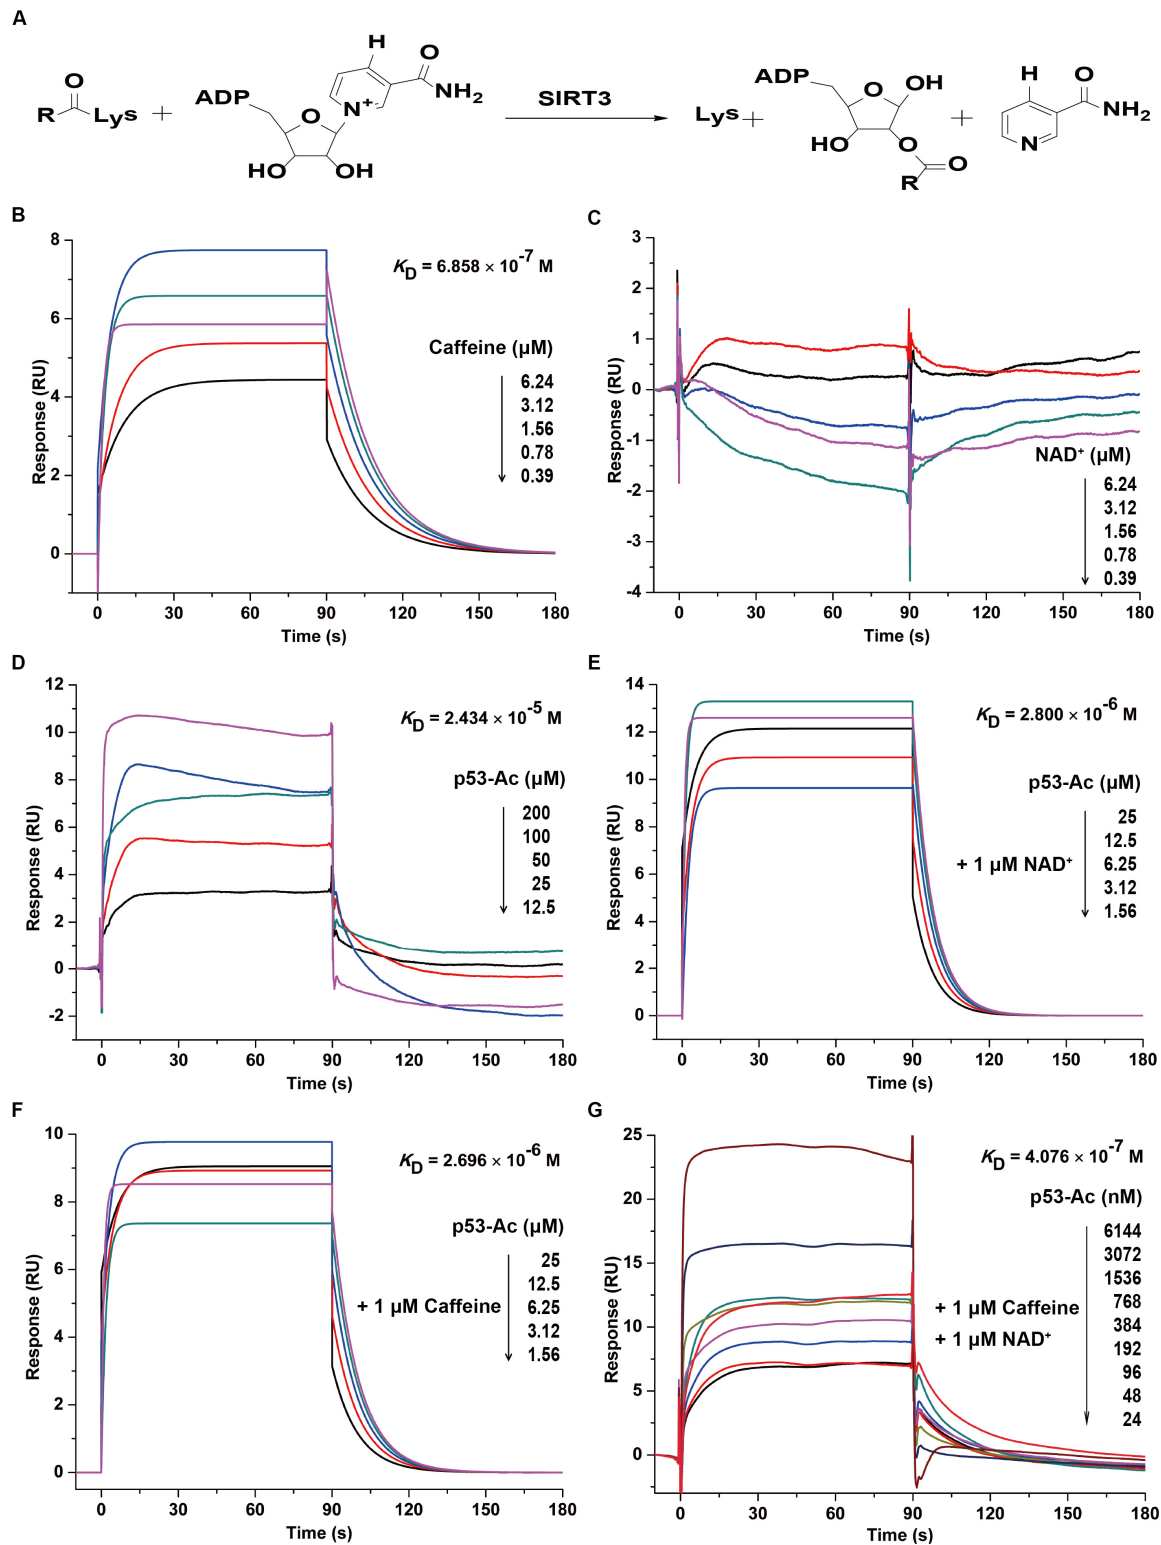 A
O
R
Lys
+
ADP
O
N+
H
O
NH2
HO
OH
SIRT3
Lys
+
ADP
O
OH
HO
O
O
R
+
H
O
NH2
N
B
KD = 6.858 × 10-7 M
Caffeine (µM)
6.24
3.12
1.56
0.78
0.39
8
6
4
2
0
Response (RU)
0 30 60 90 120 150 180
Time (s)
C
3
2
1
0
-1
-2
-3
-4
Response (RU)
NAD+ (µM)
6.24
3.12
1.56
0.78
0.39
0 30 60 90 120 150 180
Time (s)
D
KD = 2.434 × 10-5 M
p53-Ac (µM)
200
100
50
25
12.5
12
10
8
6
4
2
0
-2
Response (RU)
0 30 60 90 120 150 180
Time (s)
E
KD = 2.800 × 10-6 M
p53-Ac (µM)
25
12.5
+ 1 µM NAD+ 6.25
3.12
1.56
14
12
10
8
6
4
2
0
Response (RU)
0 30 60 90 120 150 180
Time (s)
F
KD = 2.696 × 10-6 M
p53-Ac (µM)
25
12.5
+ 1 µM Caffeine 6.25
3.12
1.56
10
8
6
4
2
0
Response (RU)
0 30 60 90 120 150 180
Time (s)
G
KD = 4.076 × 10-7 M
p53-Ac (nM)
6144
3072
1536
+ 1 µM Caffeine 768
384
+ 1 µM NAD+ 192
96
48
24
25
20
15
10
5
0
Response (RU)
0 30 60 90 120 150 180
Time (s)